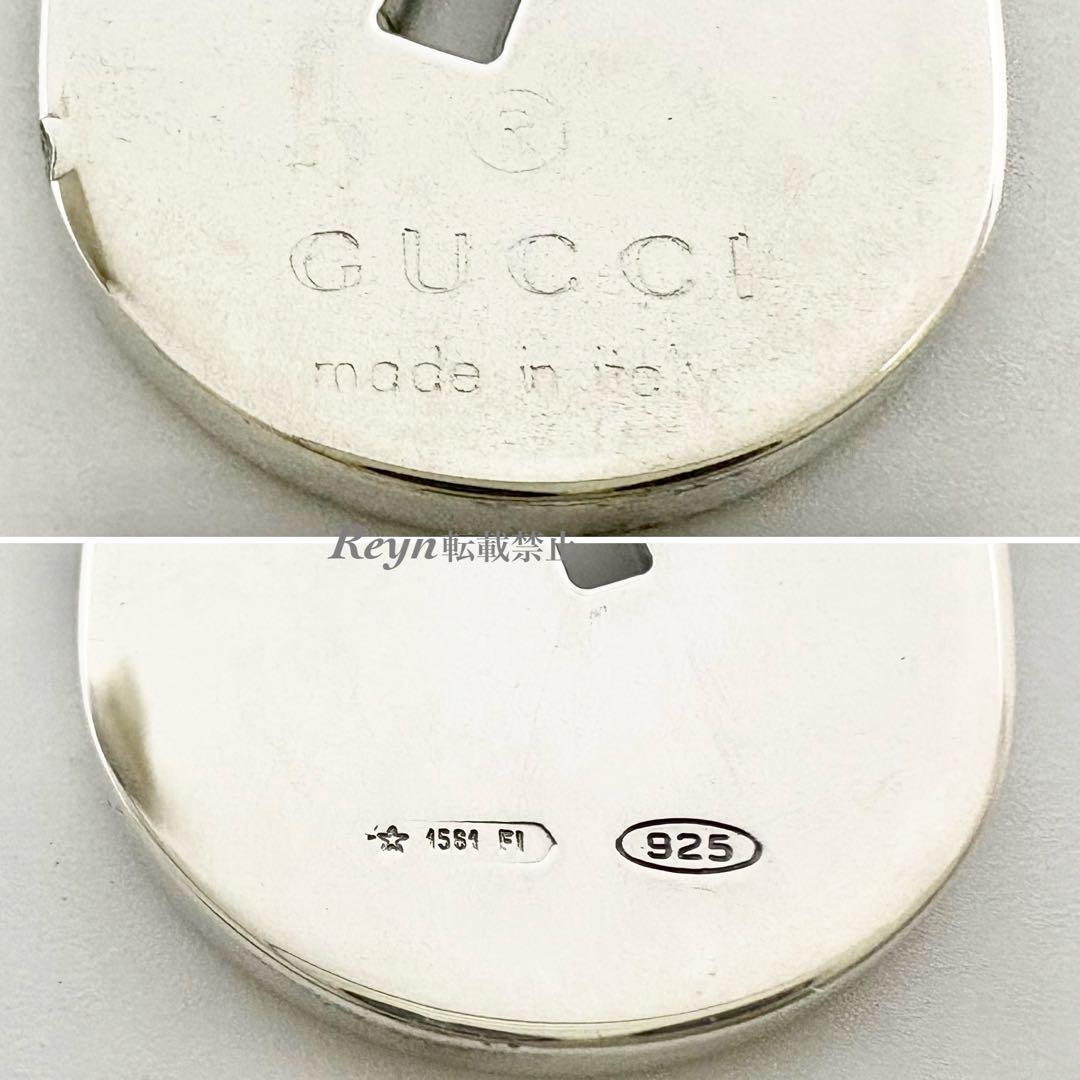 ®
GUCCI
made in italy
Reyn転載禁止
☆ 1561 FI
925